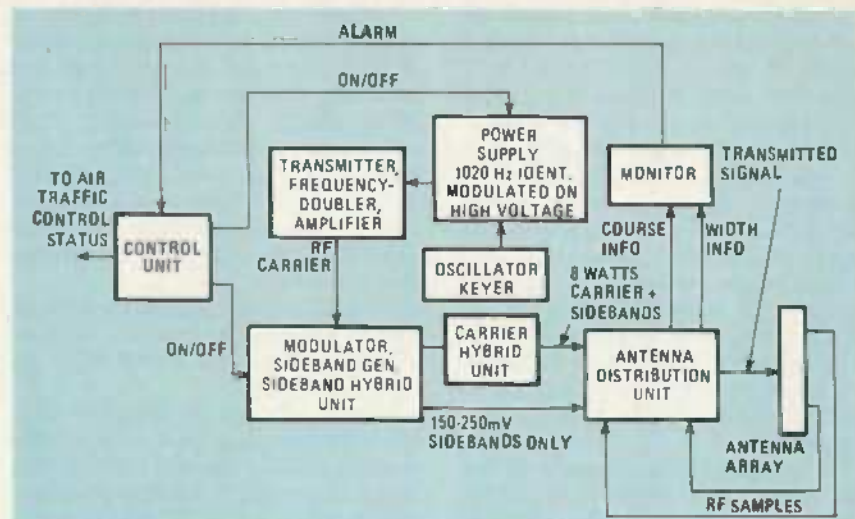 ALARM
ON/OFF
POWER
SUPPLY
1020 Hz IDENT.
MODULATED ON
HIGH VOLTAGE
TRANSMITTER,
FREQUENCY-
DOUBLER,
AMPLIFIER
MONITOR
TRANSMITTED
SIGNAL
TO AIR
TRAFFIC
CONTROL
STATUS
CONTROL
UNIT
RF
CARRIER
OSCILLATOR
KEYER
COURSE
INFO
WIDTH
INFO
8 WATTS
CARRIER +
SIDEBANDS
ON/OFF
MODULATOR,
SIDEBAND GEN
SIDEBAND HYBRID
UNIT
CARRIER
HYBRID
UNIT
ANTENNA
DISTRIBUTION
UNIT
150-250mV
SIDEBANDS ONLY
ANTENNA
ARRAY
RF SAMPLES